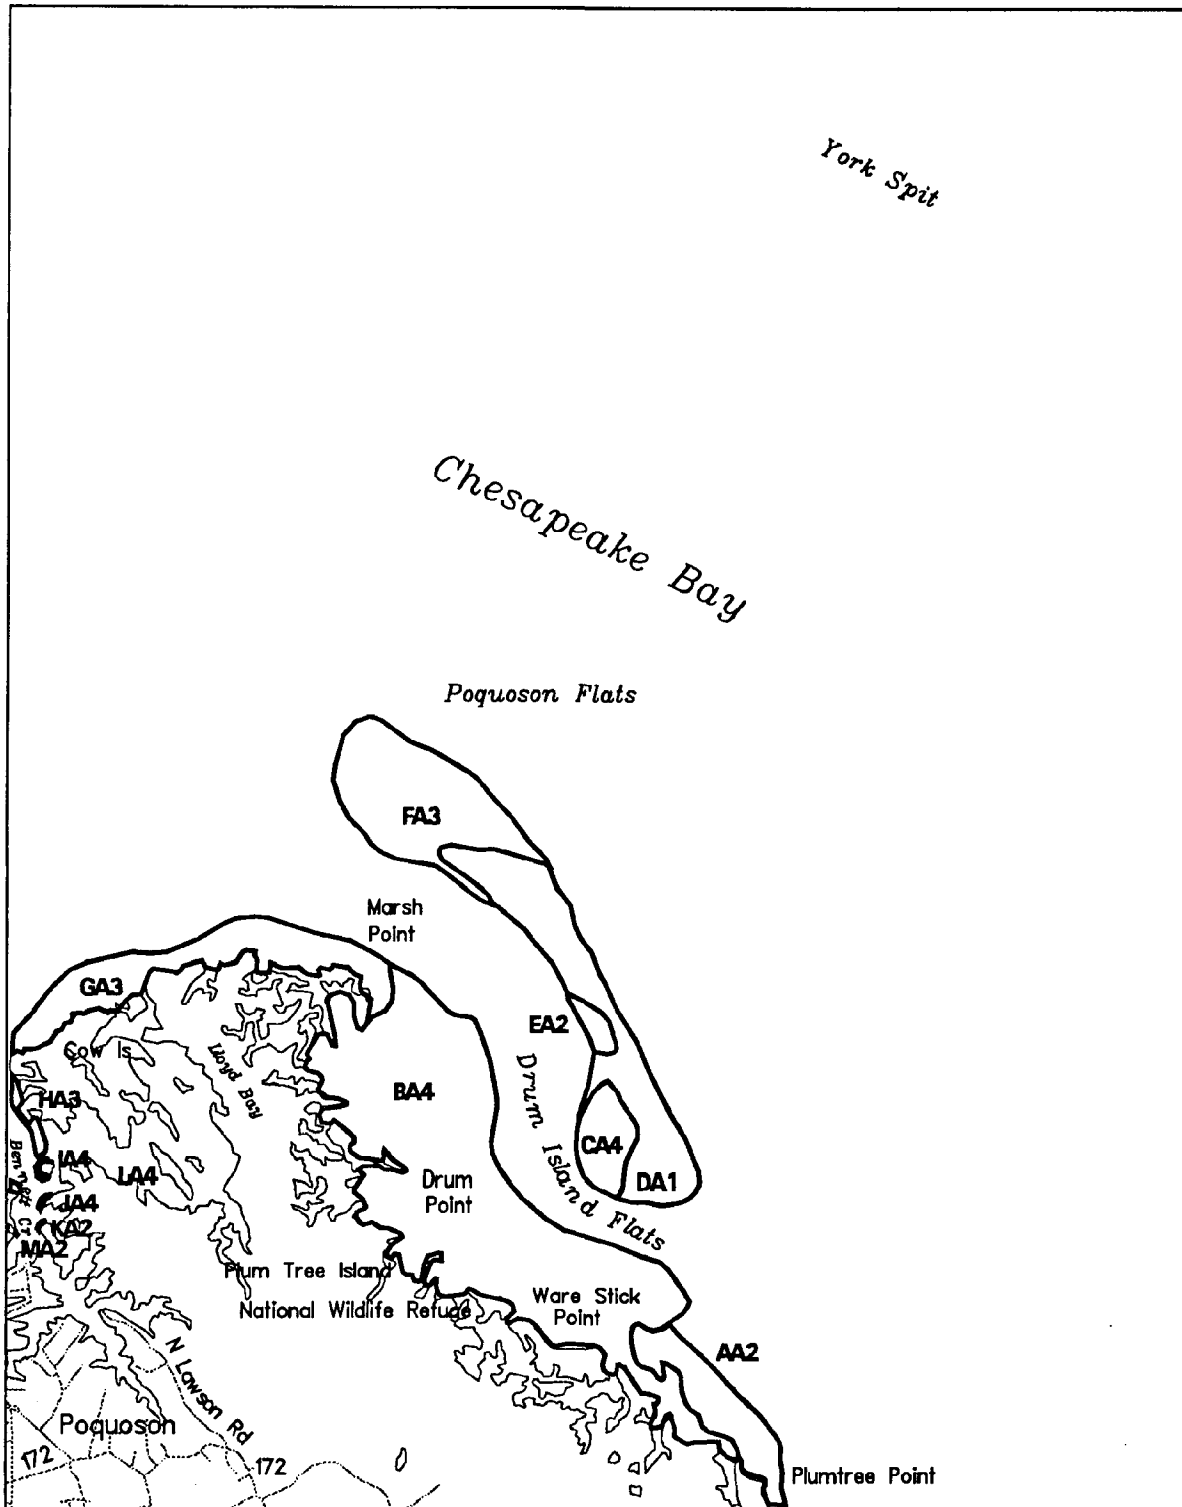 York Spit
Chesapeake Bay
Poquoson Flats
FA3
Marsh
Point
GA3
EA2
Cow Is
Lloyd Bay
BA4
HA3
Drum Island Flats
CA4
IA4
LA4
Drum
Point
DA1
JA4
KA2
MA2
Plum Tree Island
National Wildlife Refuge
Ware Stick
Point
AA2
N Lawson Rd
Poquoson
172
172
Plumtree Point